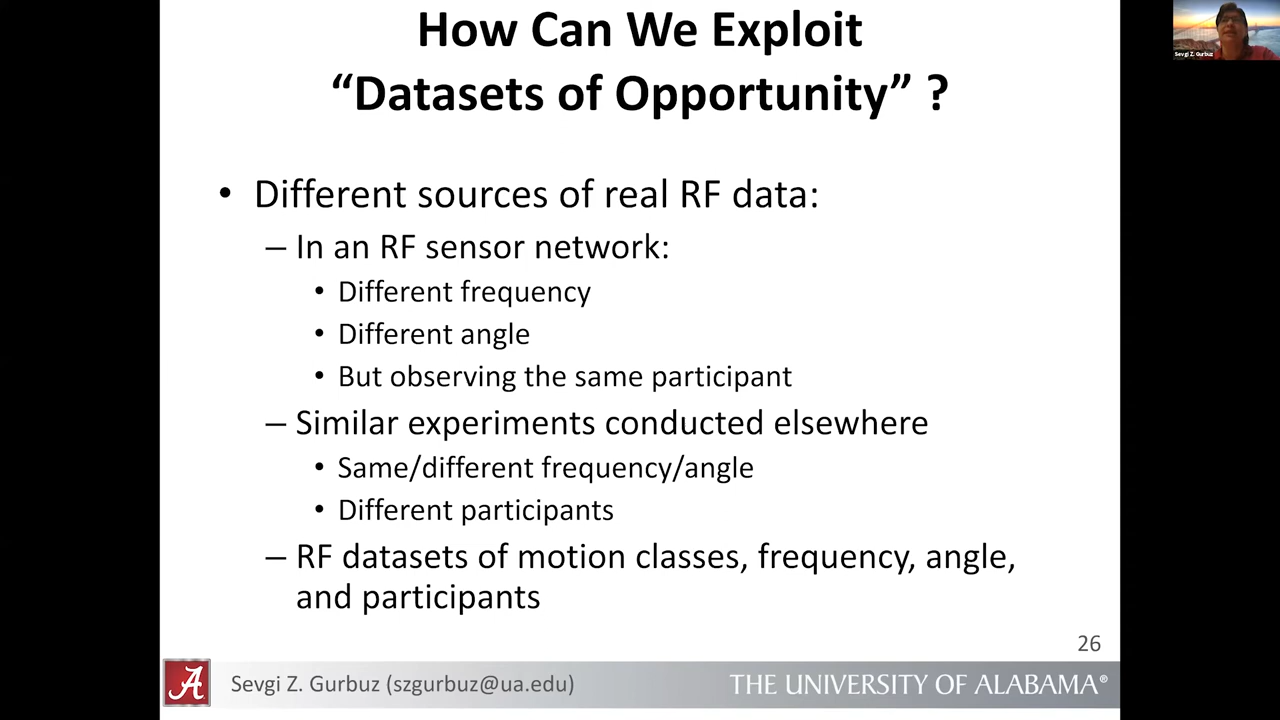 How Can We Exploit
“Datasets of Opportunity” ?
• Different sources of real RF data:
– In an RF sensor network:
• Different frequency
• Different angle
• But observing the same participant
– Similar experiments conducted elsewhere
• Same/different frequency/angle
• Different participants
– RF datasets of motion classes, frequency, angle,
and participants
26
A
Sevgi Z. Gurbuz (szgurbuz@ua.edu)
THE UNIVERSITY OF ALABAMA®
Sevgi Z. Gurbuz